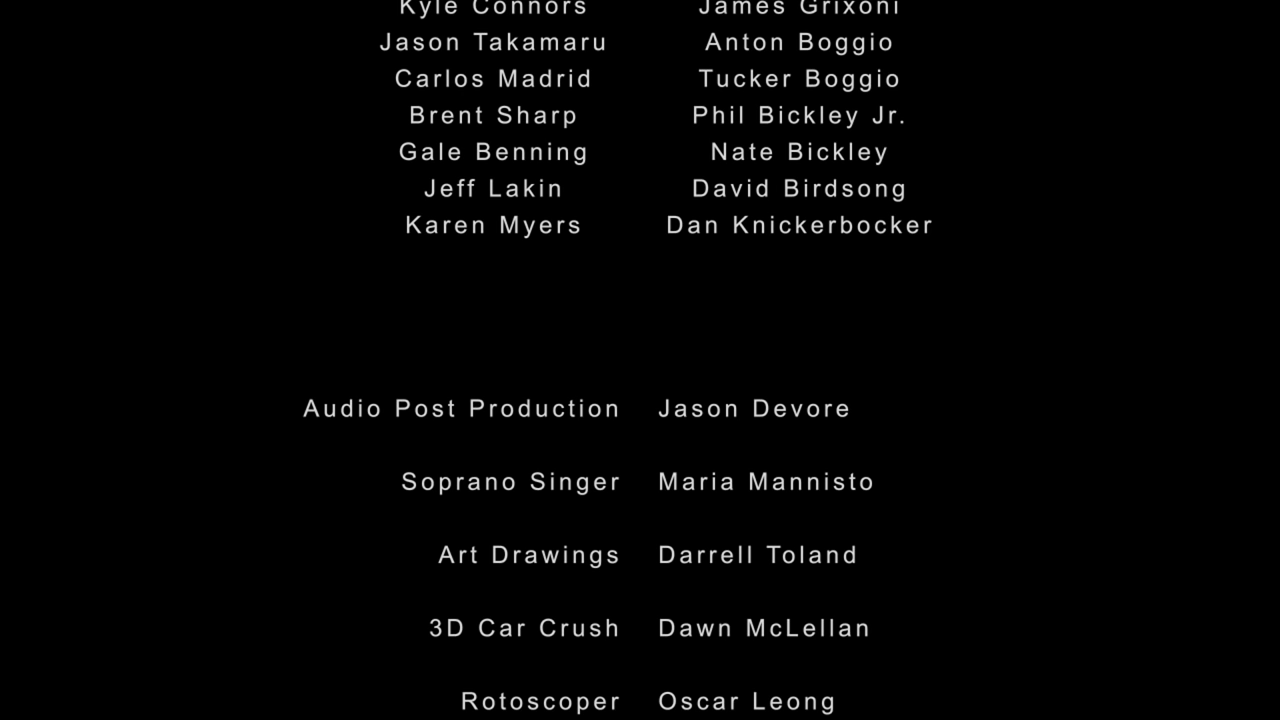 Kyle Connors James Grixoni
Jason Takamaru Anton Boggio
Carlos Madrid Tucker Boggio
Brent Sharp Phil Bickley Jr.
Gale Benning Nate Bickley
Jeff Lakin David Birdsong
Karen Myers Dan Knickerbocker
Audio Post Production Jason Devore
Soprano Singer Maria Mannisto
Art Drawings Darrell Toland
3D Car Crush Dawn McLellan
Rotoscoper Oscar Leong